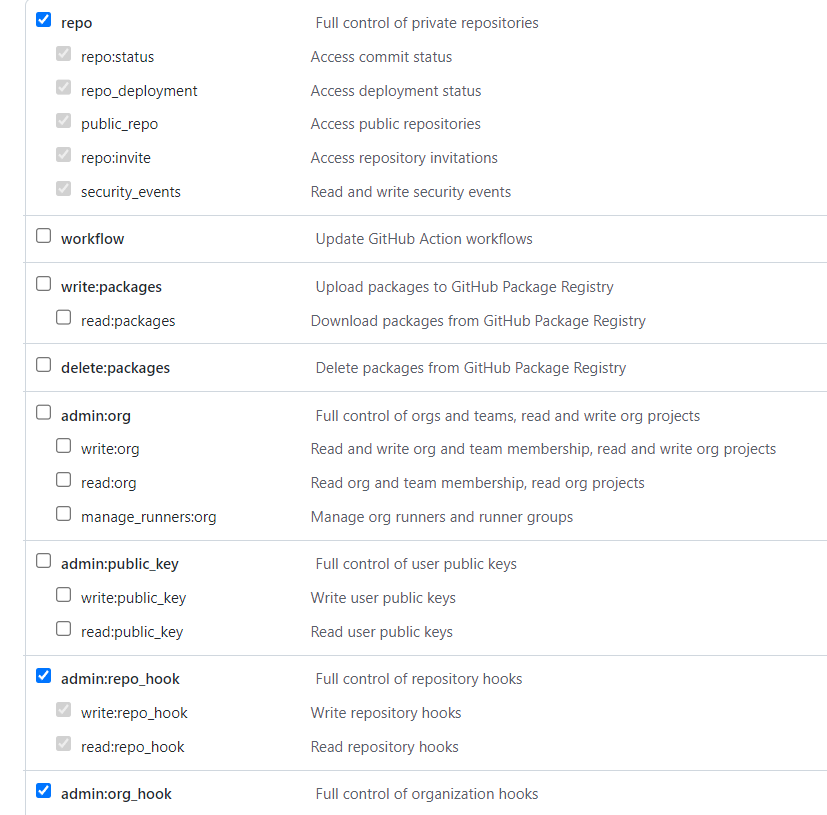 repo Full control of private repositories
repo:status Access commit status
repo_deployment Access deployment status
public_repo Access public repositories
repo:invite Access repository invitations
security_events Read and write security events
workflow Update GitHub Action workflows
write:packages Upload packages to GitHub Package Registry
read:packages Download packages from GitHub Package Registry
delete:packages Delete packages from GitHub Package Registry
admin:org Full control of orgs and teams, read and write org projects
write:org Read and write org and team membership, read and write org projects
read:org Read org and team membership, read org projects
manage_runners:org Manage org runners and runner groups
admin:public_key Full control of user public keys
write:public_key Write user public keys
read:public_key Read user public keys
admin:repo_hook Full control of repository hooks
write:repo_hook Write repository hooks
read:repo_hook Read repository hooks
admin:org_hook Full control of organization hooks